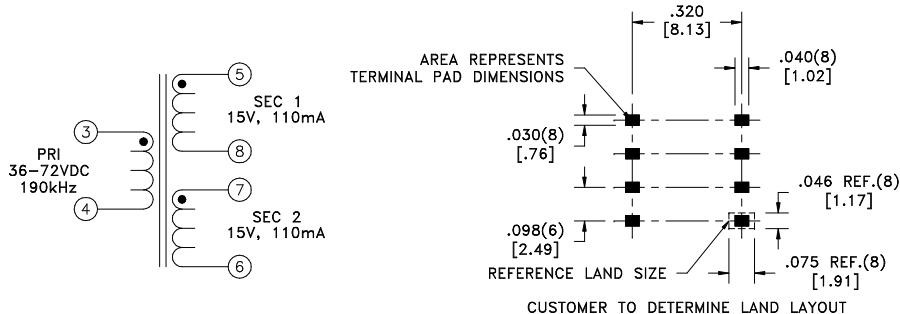 3
PRI
36-72VDC
190kHz
4
5
SEC 1
15V, 110mA
8
7
SEC 2
15V, 110mA
6
.320
[8.13]
AREA REPRESENTS
TERMINAL PAD DIMENSIONS
.040(8)
[1.02]
.030(8)
[.76]
.046 REF.(8)
[1.17]
.098(6)
[2.49]
REFERENCE LAND SIZE
.075 REF.(8)
[1.91]
CUSTOMER TO DETERMINE LAND LAYOUT